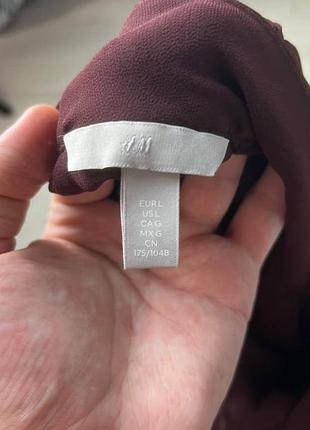 H&M
EUR L
US L
CA G
MX G
CN
175/104B